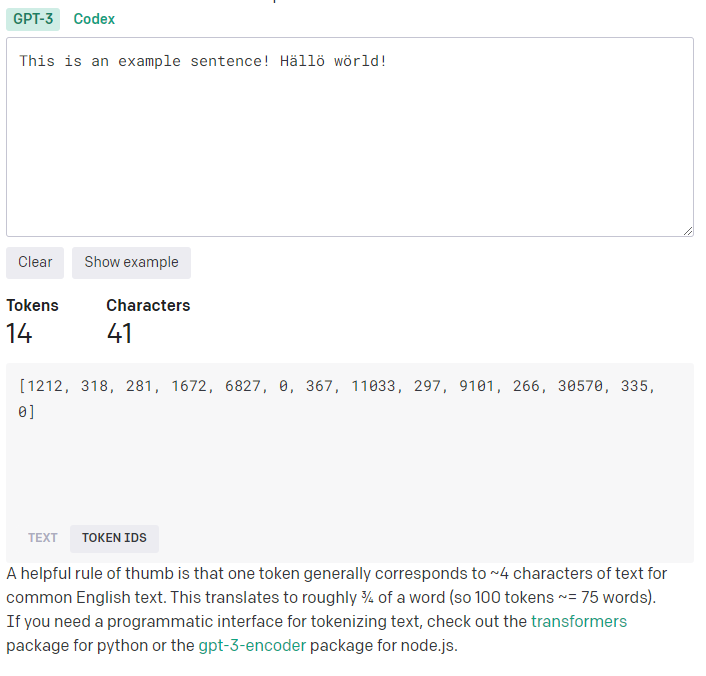 GPT-3 Codex
This is an example sentence! Hällö wörld!
Clear Show example
Tokens Characters
14 41
[1212, 318, 281, 1672, 6827, 0, 367, 11033, 297, 9101, 266, 30570, 335,
0]
TEXT TOKEN IDS
A helpful rule of thumb is that one token generally corresponds to ~4 characters of text for
common English text. This translates to roughly ¾ of a word (so 100 tokens ~= 75 words).
If you need a programmatic interface for tokenizing text, check out the transformers
package for python or the gpt-3-encoder package for node.js.